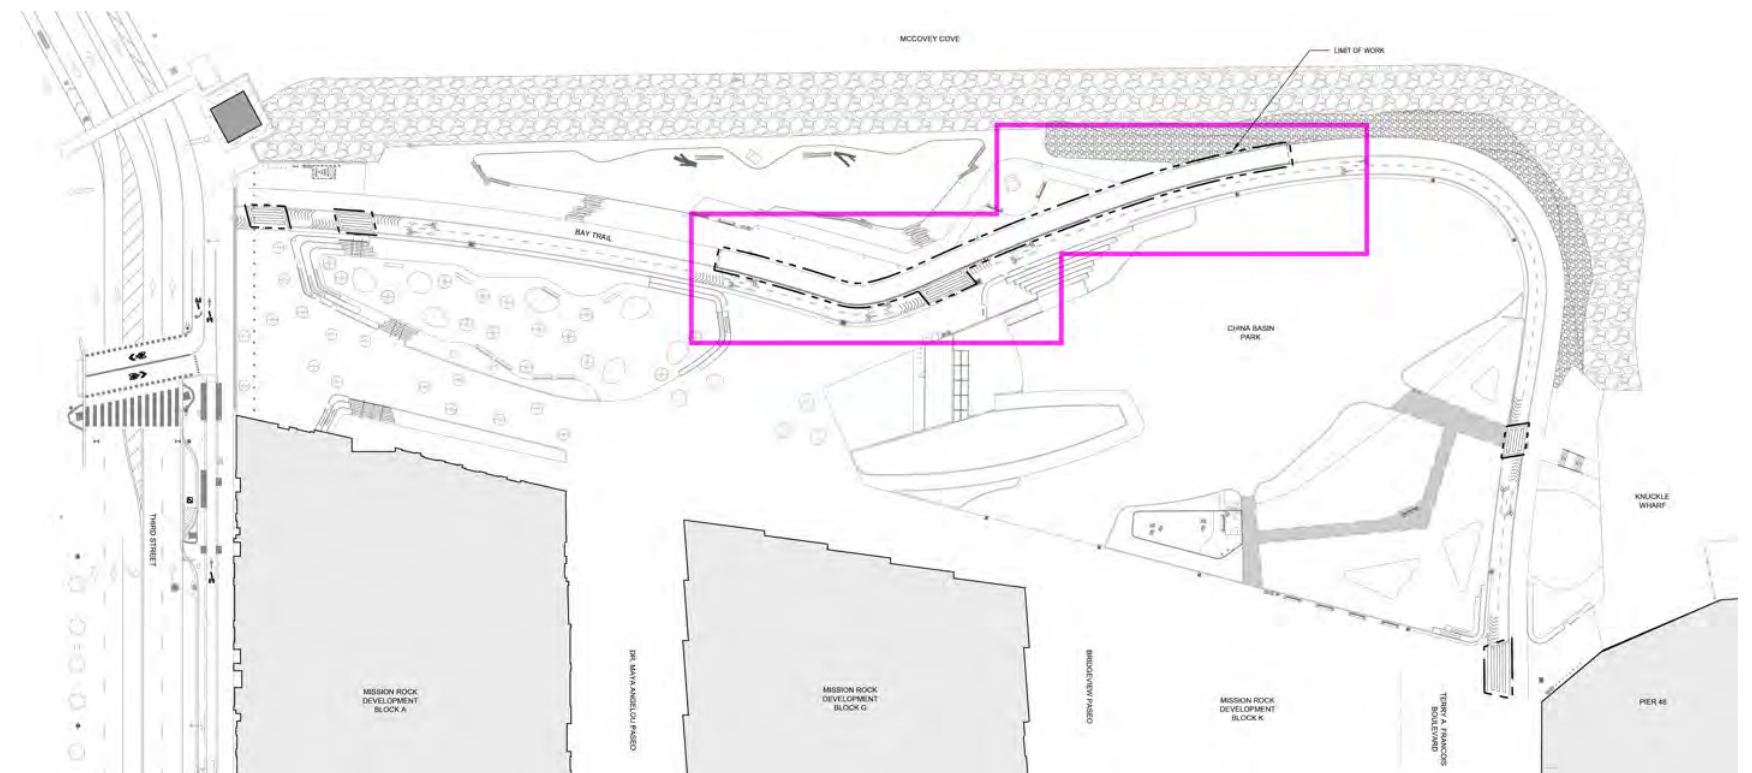 MCCOVEY COVE
LIMIT OF WORK
BAY TRAIL
CHINA BASIN
PARK
KNUCKLE
WHARF
THIRD STREET
MISSION ROCK
DEVELOPMENT
BLOCK A
DR. MAYA ANGELOU PASEO
MISSION ROCK
DEVELOPMENT
BLOCK G
BRIDGEVIEW PASEO
MISSION ROCK
DEVELOPMENT
BLOCK K
TERRY A. FRANCOIS
BOULEVARD
PIER 48